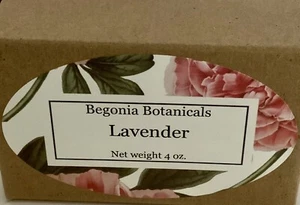 Begonia Botanicals
Lavender
Net weight 4 oz.